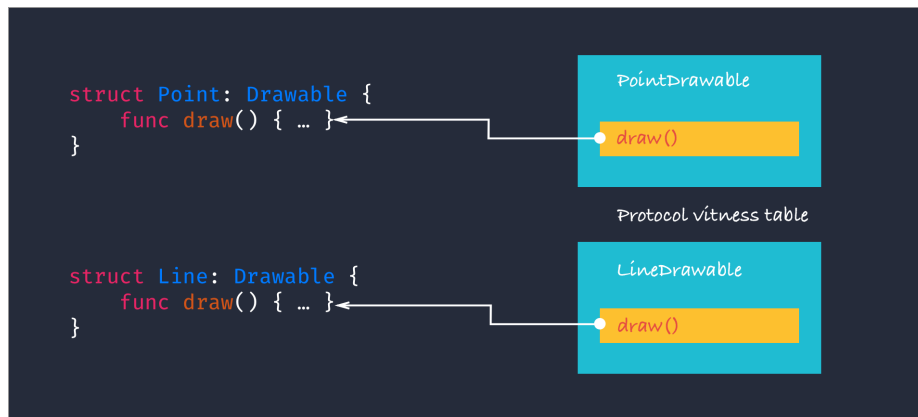 struct Point: Drawable {
    func draw() { … }
}
PointDrawable
draw()
Protocol vitness table
struct Line: Drawable {
    func draw() { … }
}
LineDrawable
draw()